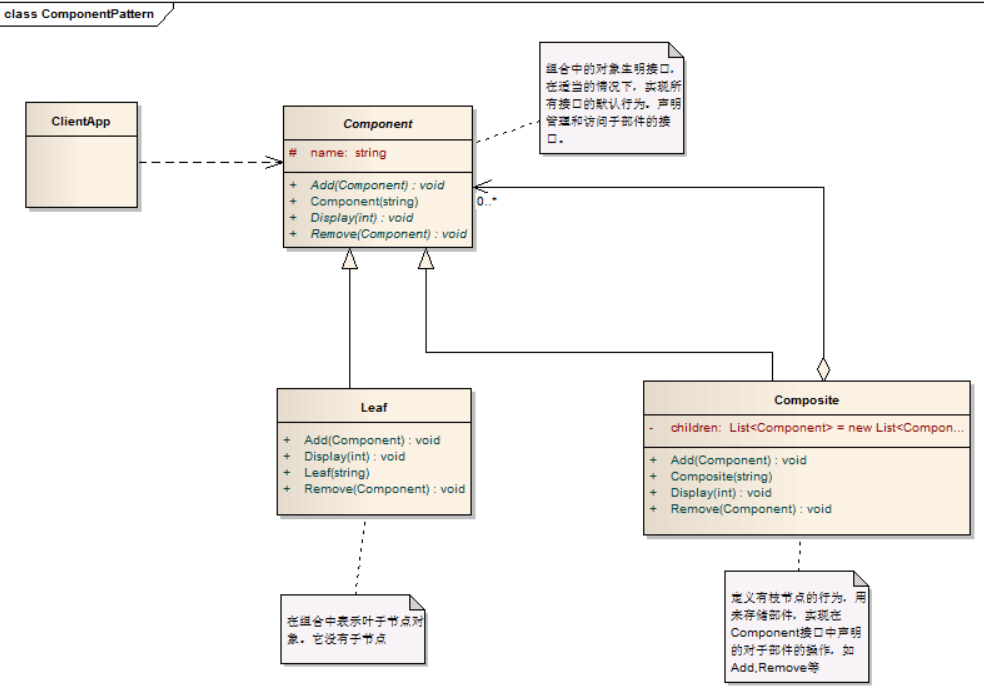 class ComponentPattern
组合中的对象生明接口,
在适当的情况下, 实现所
有接口的默认行为, 声明
管理和访问子部件的接
口。
ClientApp
Component
# name: string
+ Add(Component) : void
+ Component(string)
+ Display(int) : void
+ Remove(Component) : void
0..*
Leaf
+ Add(Component) : void
+ Display(int) : void
+ Leaf(string)
+ Remove(Component) : void
Composite
- children: List<Component> = new List<Compon...
+ Add(Component) : void
+ Composite(string)
+ Display(int) : void
+ Remove(Component) : void
在组合中表示叶子节点对
象, 它没有子节点
定义有枝节点的行为, 用
来存储部件, 实现在
Component接口中声明
的对子部件的操作, 如
Add,Remove等